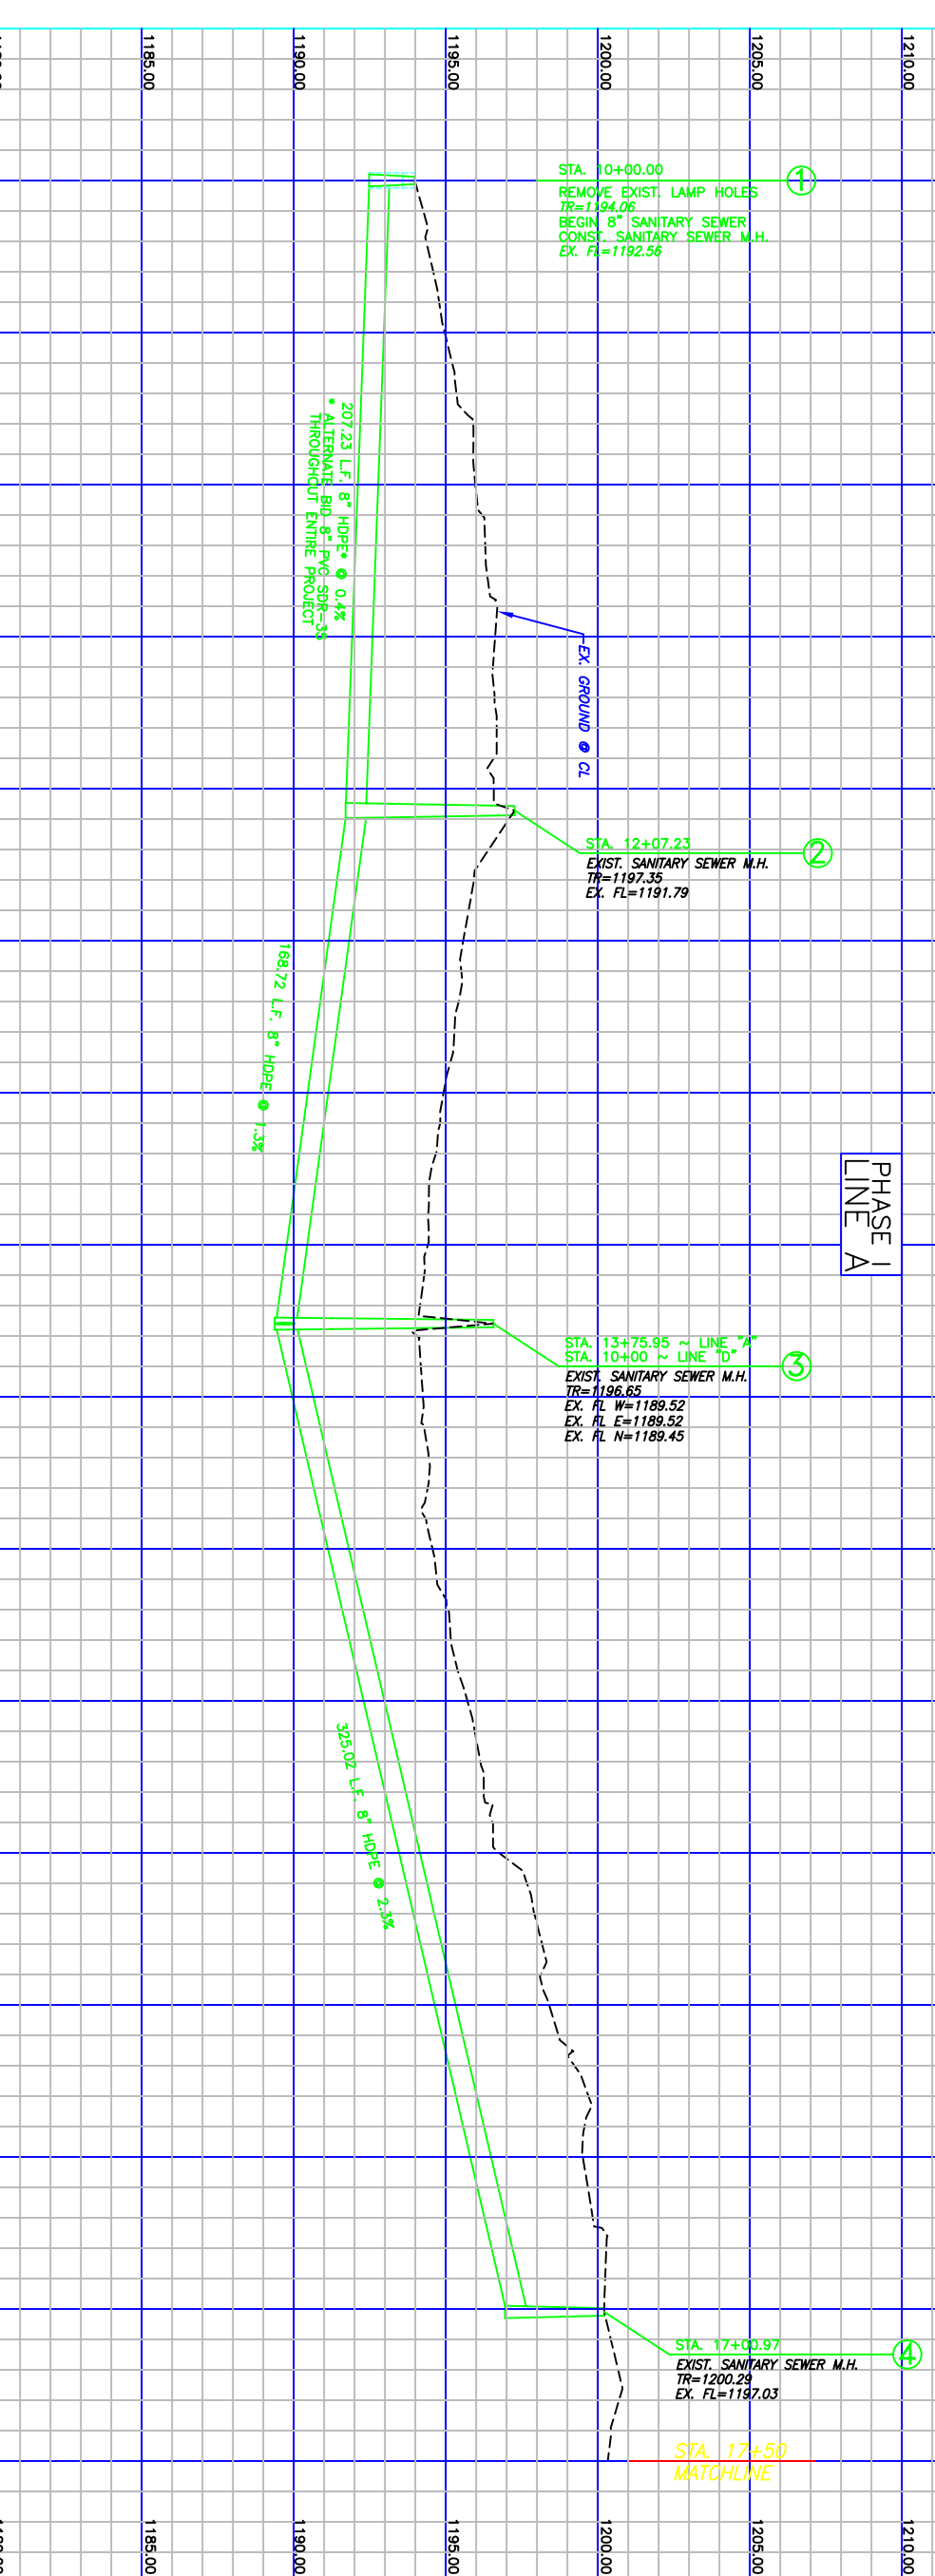 1210.00
1205.00
1200.00
1195.00
1190.00
1185.00
1
STA. 10+00.00
REMOVE EXIST. LAMP HOLES
TR=1194.06
BEGIN 8" SANITARY SEWER
CONST. SANITARY SEWER M.H.
EX. FL=1192.56
207.23 L.F. 8" HDPE* @ 0.4%
* ALTERNATE BID 8" PVC SDR-35
THROUGHOUT ENTIRE PROJECT
EX. GROUND @ CL
2
STA. 12+07.23
EXIST. SANITARY SEWER M.H.
TR=1197.35
EX. FL=1191.79
168.72 L.F. 8" HDPE @ 1.3%
PHASE I
LINE A
3
STA. 13+75.95 ~ LINE "A"
STA. 10+00 ~ LINE "D"
EXIST. SANITARY SEWER M.H.
TR=1196.65
EX. FL W=1189.52
EX. FL E=1189.52
EX. FL N=1189.45
325.02 L.F. 8" HDPE @ 2.3%
4
STA. 17+00.97
EXIST. SANITARY SEWER M.H.
TR=1200.29
EX. FL=1197.03
STA. 17+50
MATCHLINE
1210.00
1205.00
1200.00
1195.00
1190.00
1185.00